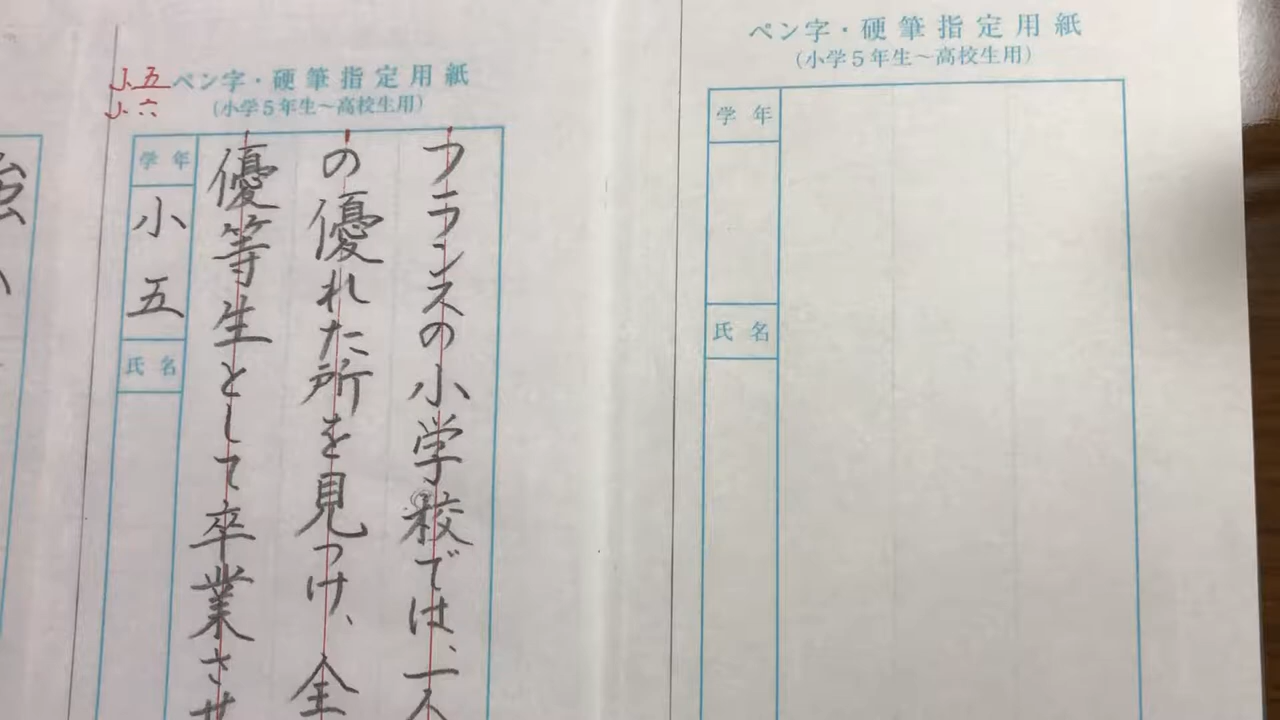 小五
小六
ペン字・硬筆指定用紙
(小学5年生～高校生用)
フランスの小学校では、一人
の優れた所を見つけ、全
優等生として卒業させ
学年
小五
氏名
ペン字・硬筆指定用紙
(小学5年生～高校生用)
学年
氏名